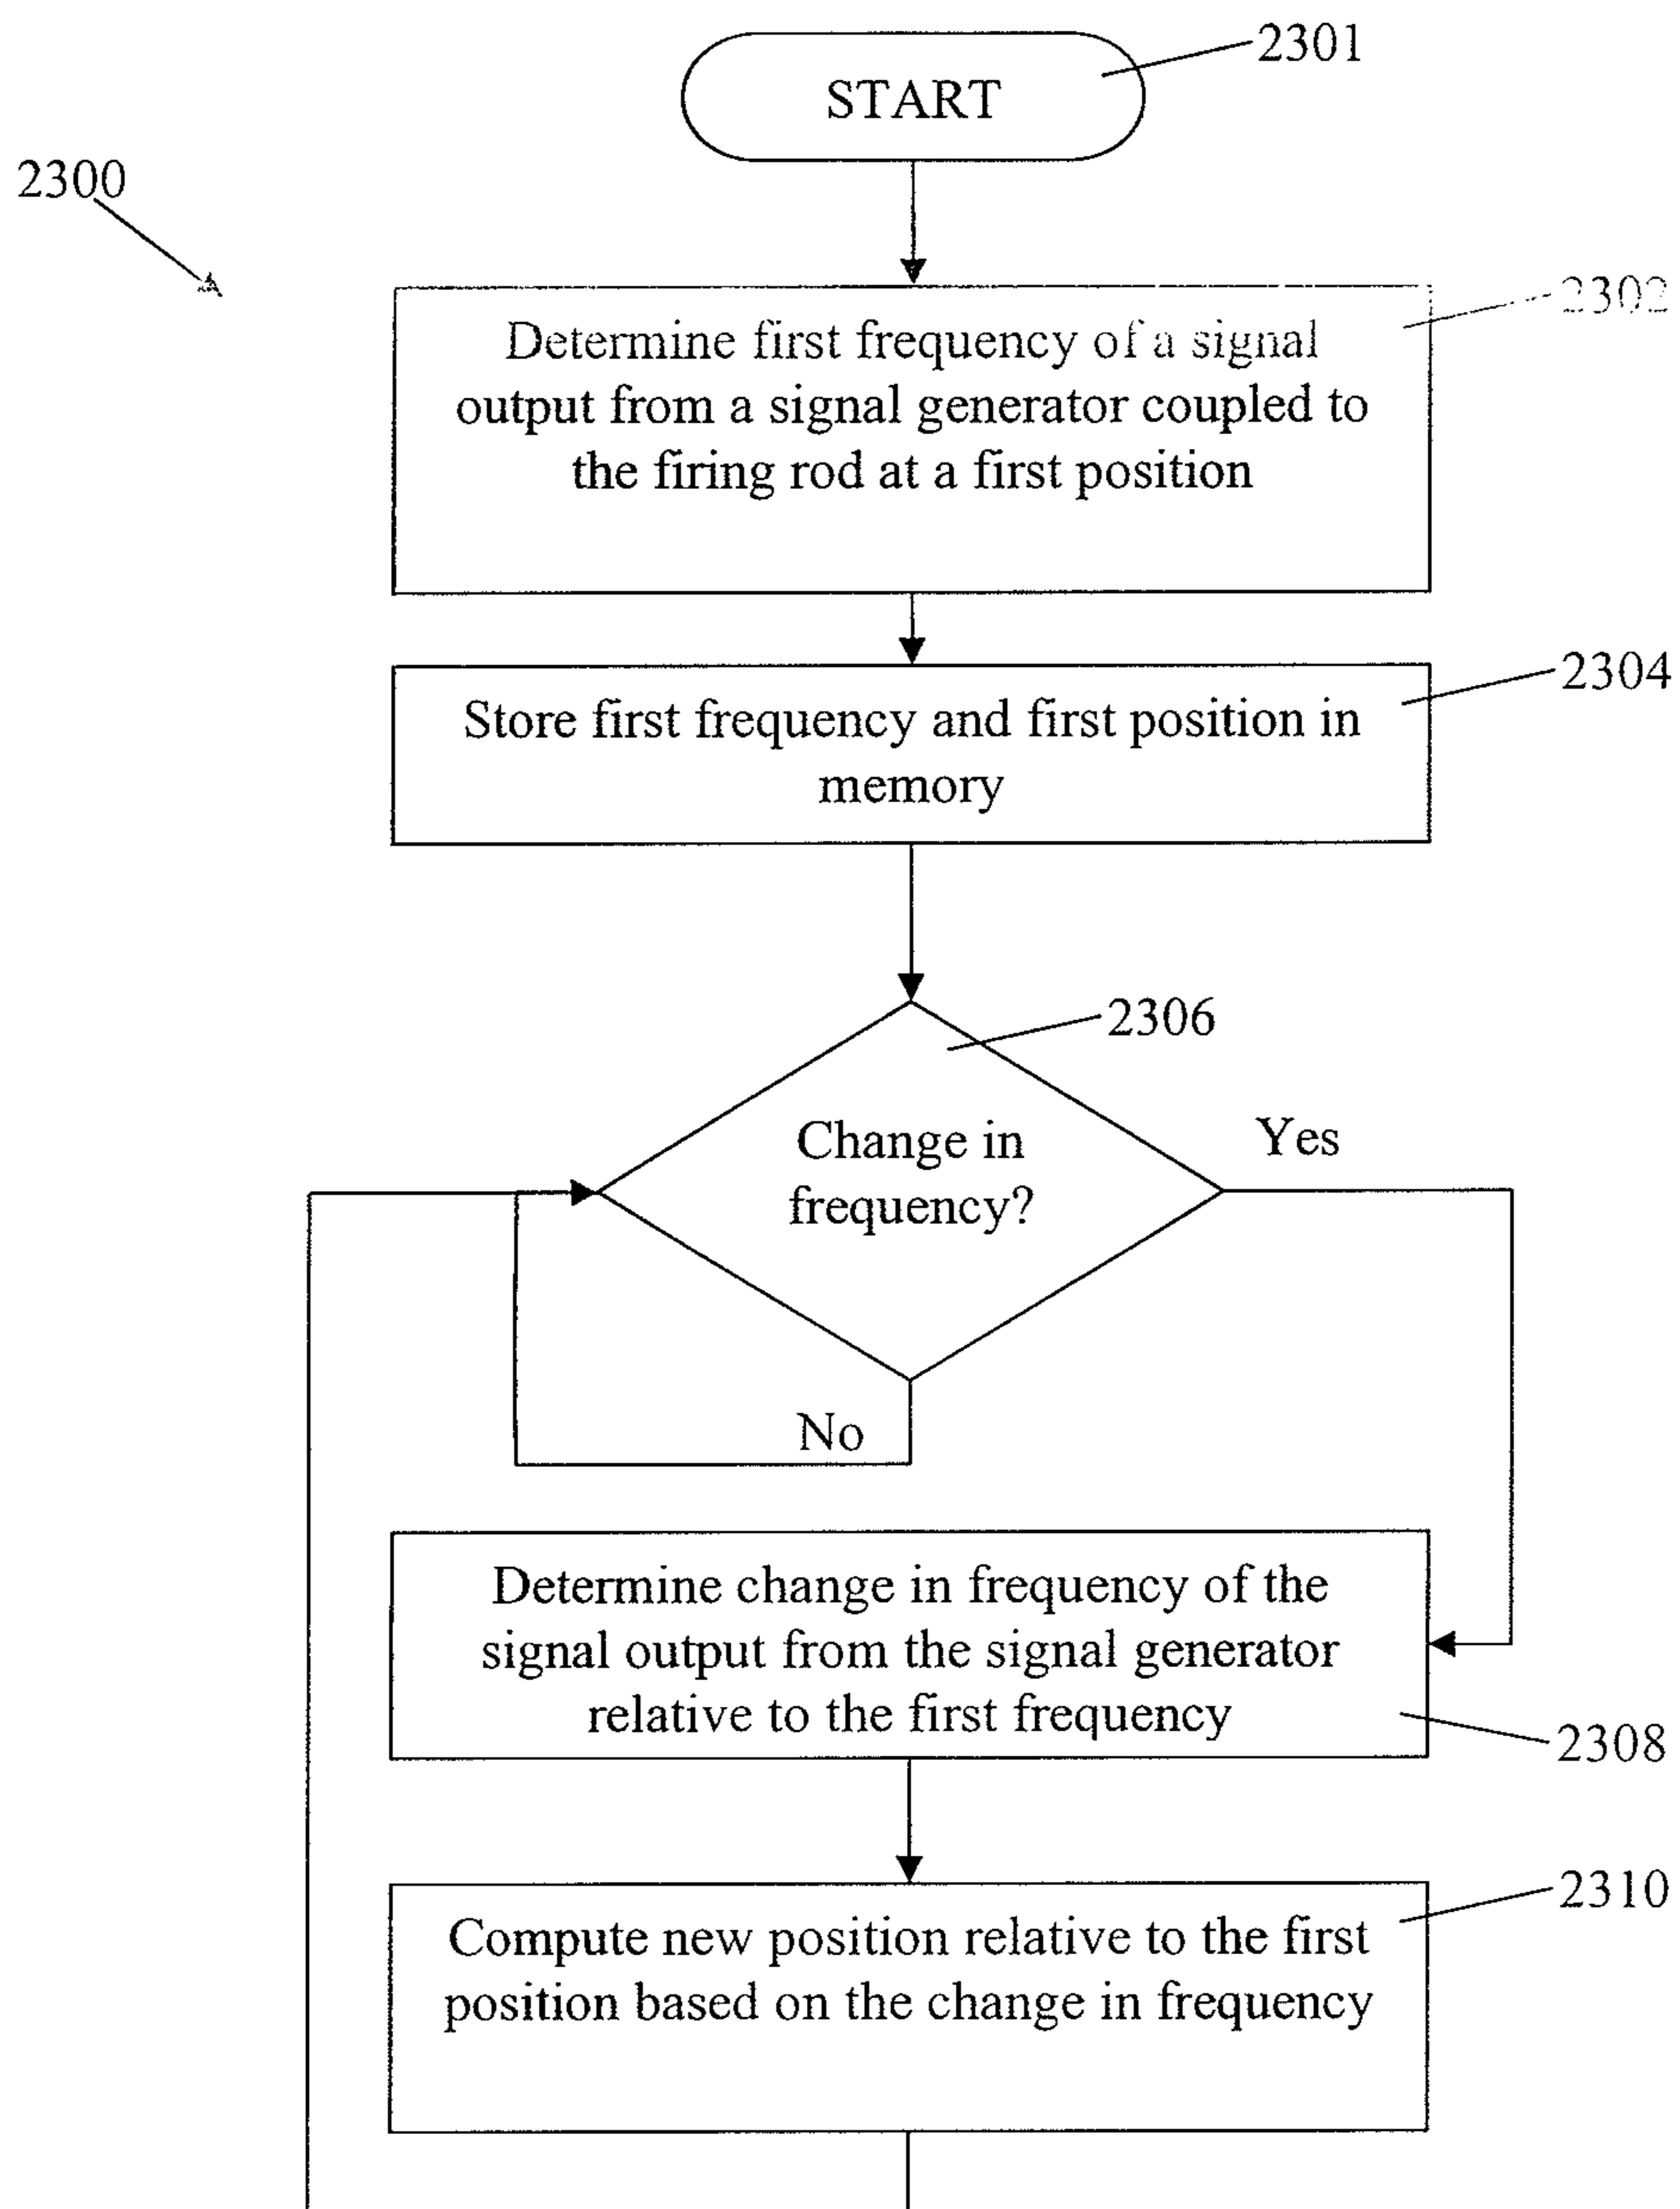 2301
START
2300
2302
Determine first frequency of a signal
output from a signal generator coupled to
the firing rod at a first position
2304
Store first frequency and first position in
memory
2306
Change in
frequency?
Yes
No
Determine change in frequency of the
signal output from the signal generator
relative to the first frequency
2308
2310
Compute new position relative to the first
position based on the change in frequency